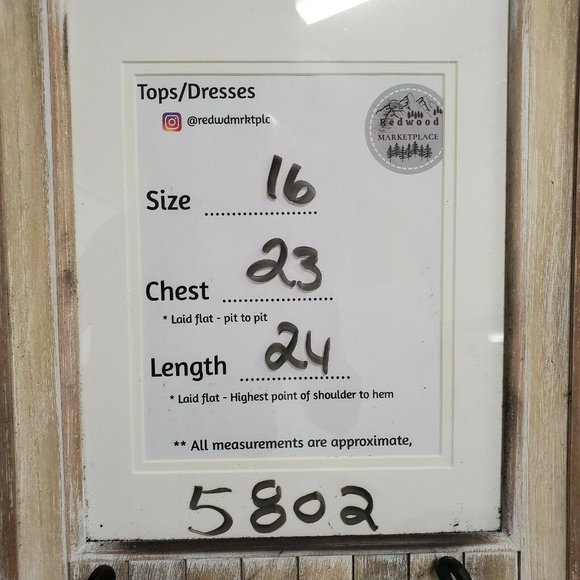 Tops/Dresses
@redwdmrktplc
Redwood
MARKETPLACE
Size 16
Chest 23
* Laid flat - pit to pit
Length 24
* Laid flat - Highest point of shoulder to hem
** All measurements are approximate,
5802